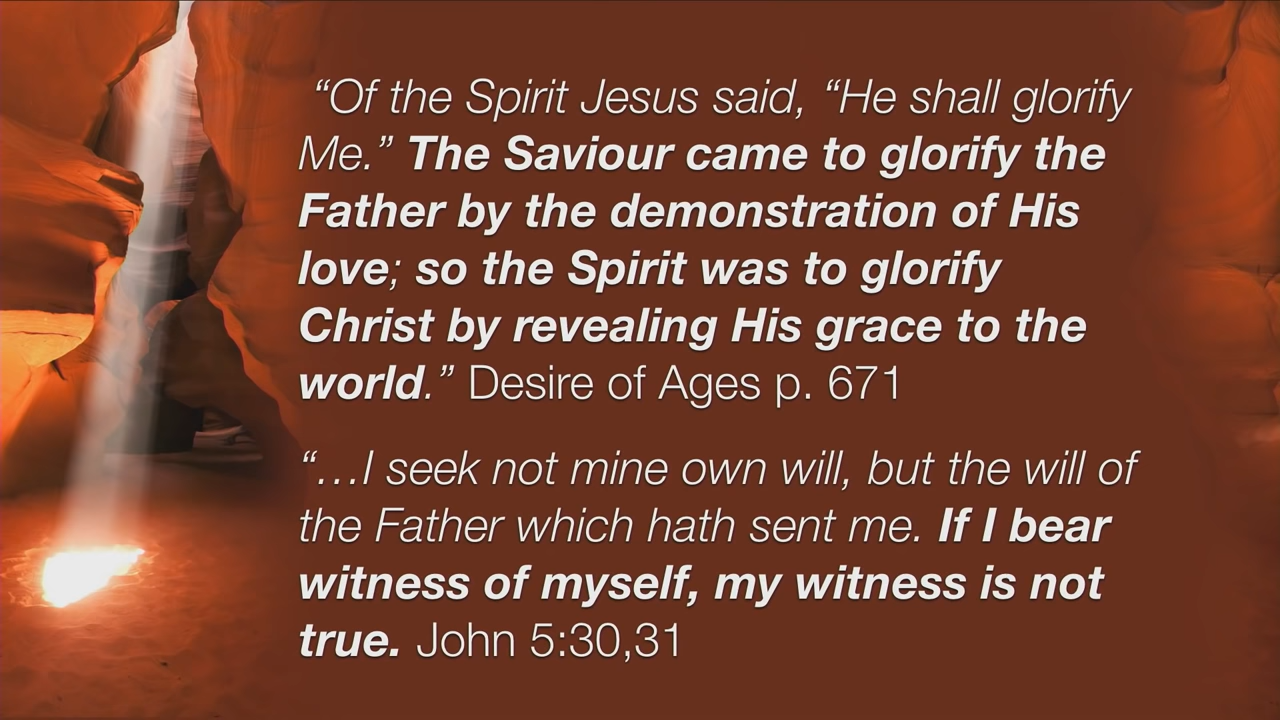 “Of the Spirit Jesus said, “He shall glorify
Me.” The Saviour came to glorify the
Father by the demonstration of His
love; so the Spirit was to glorify
Christ by revealing His grace to the
world.” Desire of Ages p. 671
“…I seek not mine own will, but the will of
the Father which hath sent me. If I bear
witness of myself, my witness is not
true. John 5:30,31